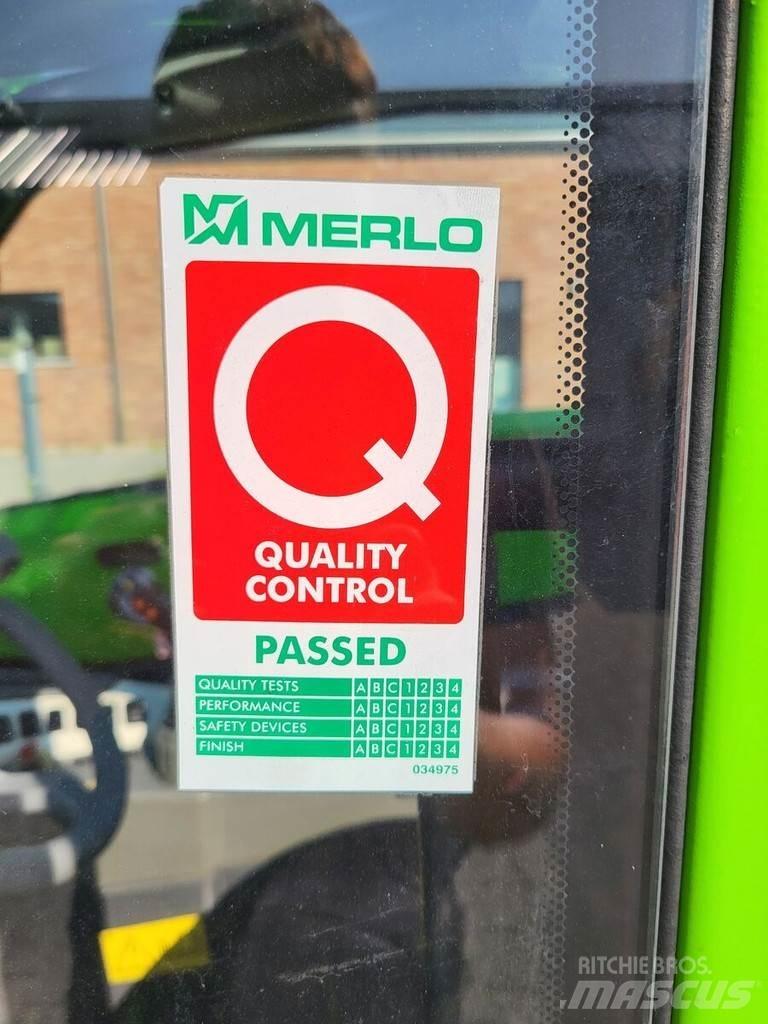 MERLO
Q
QUALITY
CONTROL
PASSED
QUALITY TESTS A B C 1 2 3 4
PERFORMANCE A B C 1 2 3 4
SAFETY DEVICES A B C 1 2 3 4
FINISH A B C 1 2 3 4
034975
RITCHIE BROS.
MASCUS